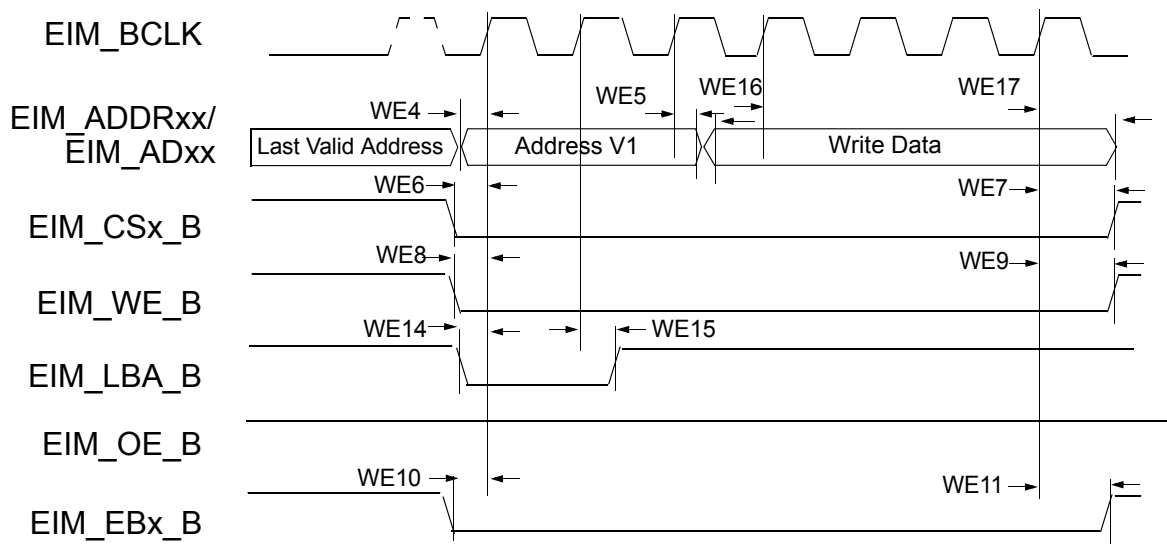 EIM_BCLK
WE4
WE5
WE16
WE17
EIM_ADDRxx/
EIM_ADxx
Last Valid Address
Address V1
Write Data
WE6
WE7
EIM_CSx_B
WE8
WE9
EIM_WE_B
WE14
WE15
EIM_LBA_B
EIM_OE_B
WE10
WE11
EIM_EBx_B